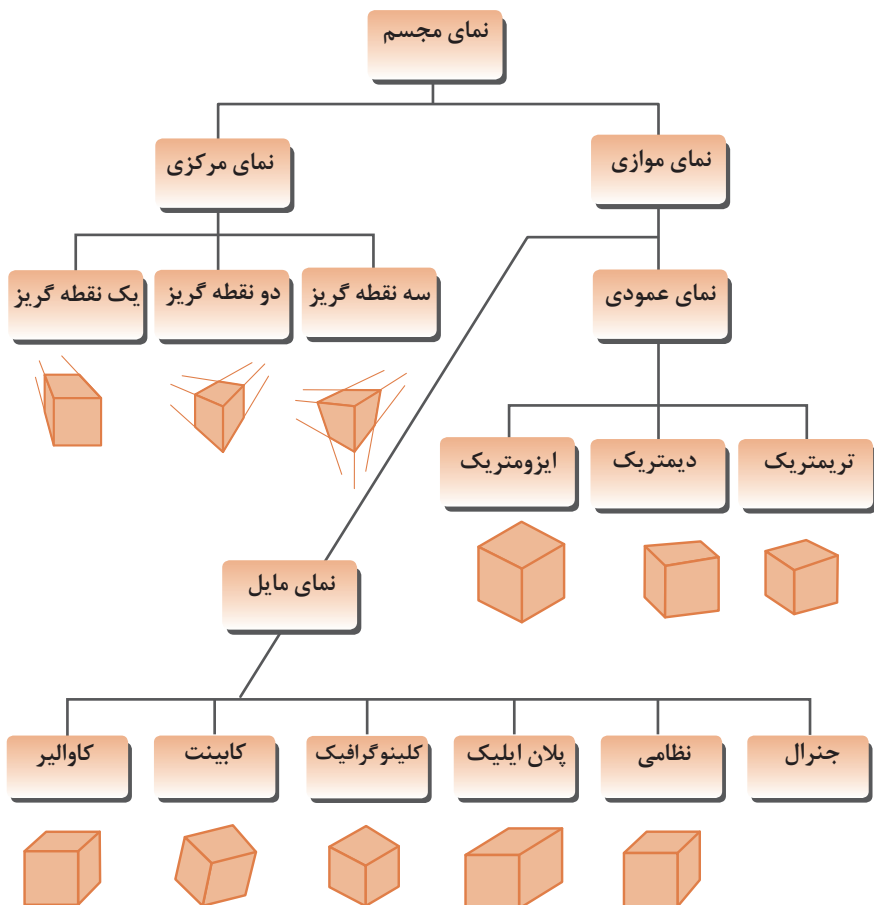 نمای مجسم
نمای موازی
نمای مرکزی
سه نقطه گریز
دو نقطه گریز
یک نقطه گریز
نمای عمودی
تریمتریک
دیمتریک
ایزومتریک
نمای مایل
جنرال
نظامی
پلان ایلیک
کلینوگرافیک
کابینت
کاوالیر